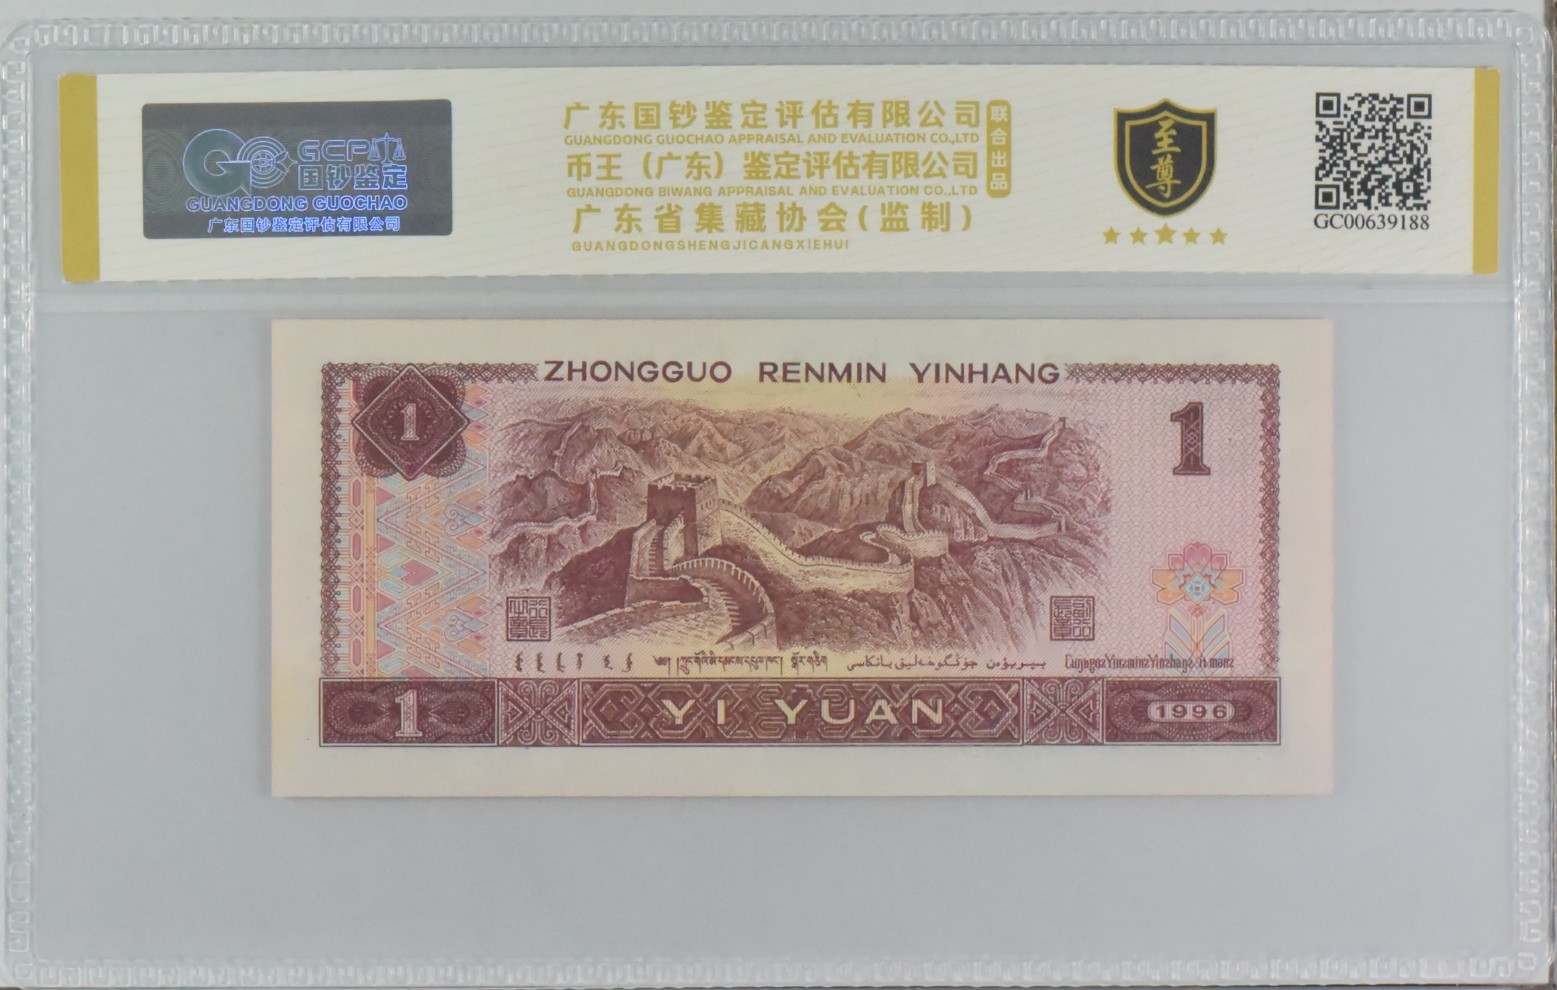 GCP
国钞鉴定
GUANGDONG GUOCHAO
广东国钞鉴定评估有限公司
广东国钞鉴定评估有限公司
GUANGDONG GUOCHAO APPRAISAL AND EVALUATION CO.,LTD
币王（广东）鉴定评估有限公司
GUANGDONG BIWANG APPRAISAL AND EVALUATION CO.,LTD
联合出品
广东省集藏协会(监制)
GUANGDONGSHENGJICANGXIEHUI
至尊
GC00639188
ZHONGGUO RENMIN YINHANG
1
1
1
YI YUAN
1996